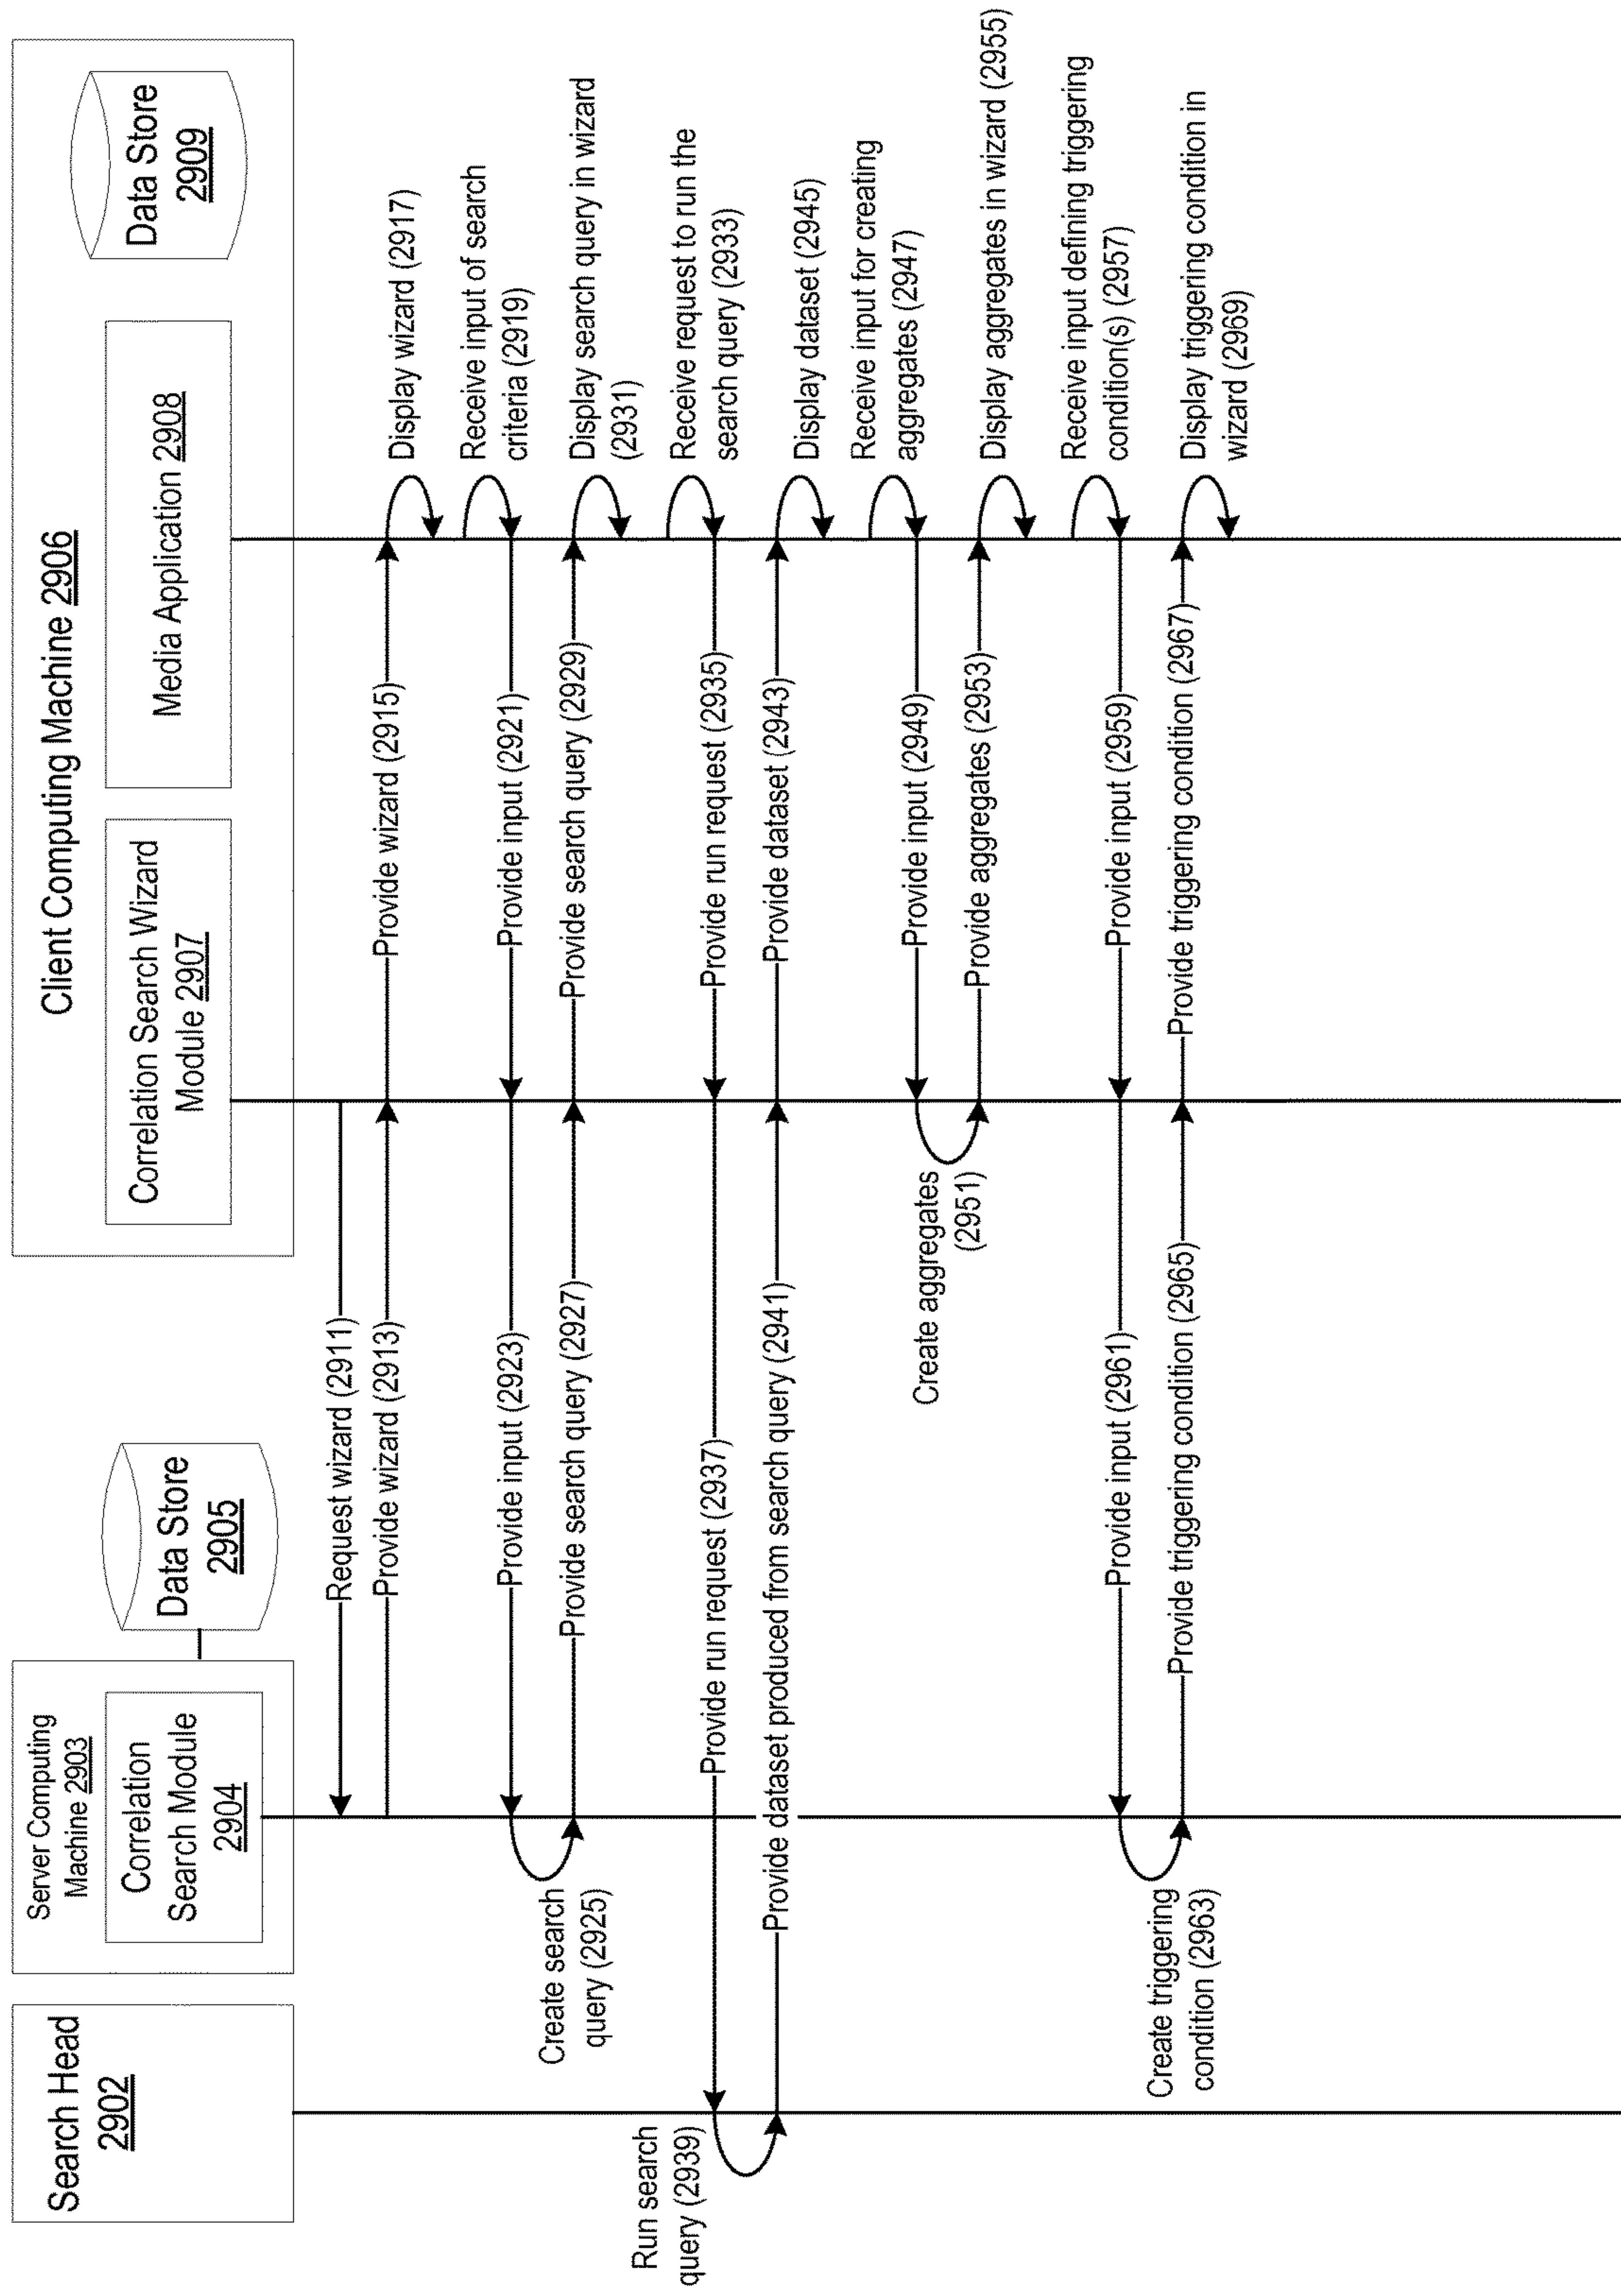 Search Head
2902
Server Computing
Machine 2903
Correlation
Search Module
2904
Data Store
2905
Client Computing Machine 2906
Correlation Search Wizard
Module 2907
Media Application 2908
Data Store
2909
Request wizard (2911)
Provide wizard (2913)
Provide wizard (2915)
Display wizard (2917)
Receive input of search
criteria (2919)
Provide input (2921)
Provide input (2923)
Create search
query (2925)
Provide search query (2927)
Provide search query (2929)
Display search query in wizard
(2931)
Receive request to run the
search query (2933)
Provide run request (2935)
Provide run request (2937)
Run search
query (2939)
Provide dataset produced from search query (2941)
Provide dataset (2943)
Display dataset (2945)
Receive input for creating
aggregates (2947)
Provide input (2949)
Create aggregates
(2951)
Provide aggregates (2953)
Display aggregates in wizard (2955)
Receive input defining triggering
condition(s) (2957)
Provide input (2959)
Provide input (2961)
Create triggering
condition (2963)
Provide triggering condition (2965)
Provide triggering condition (2967)
Display triggering condition in
wizard (2969)